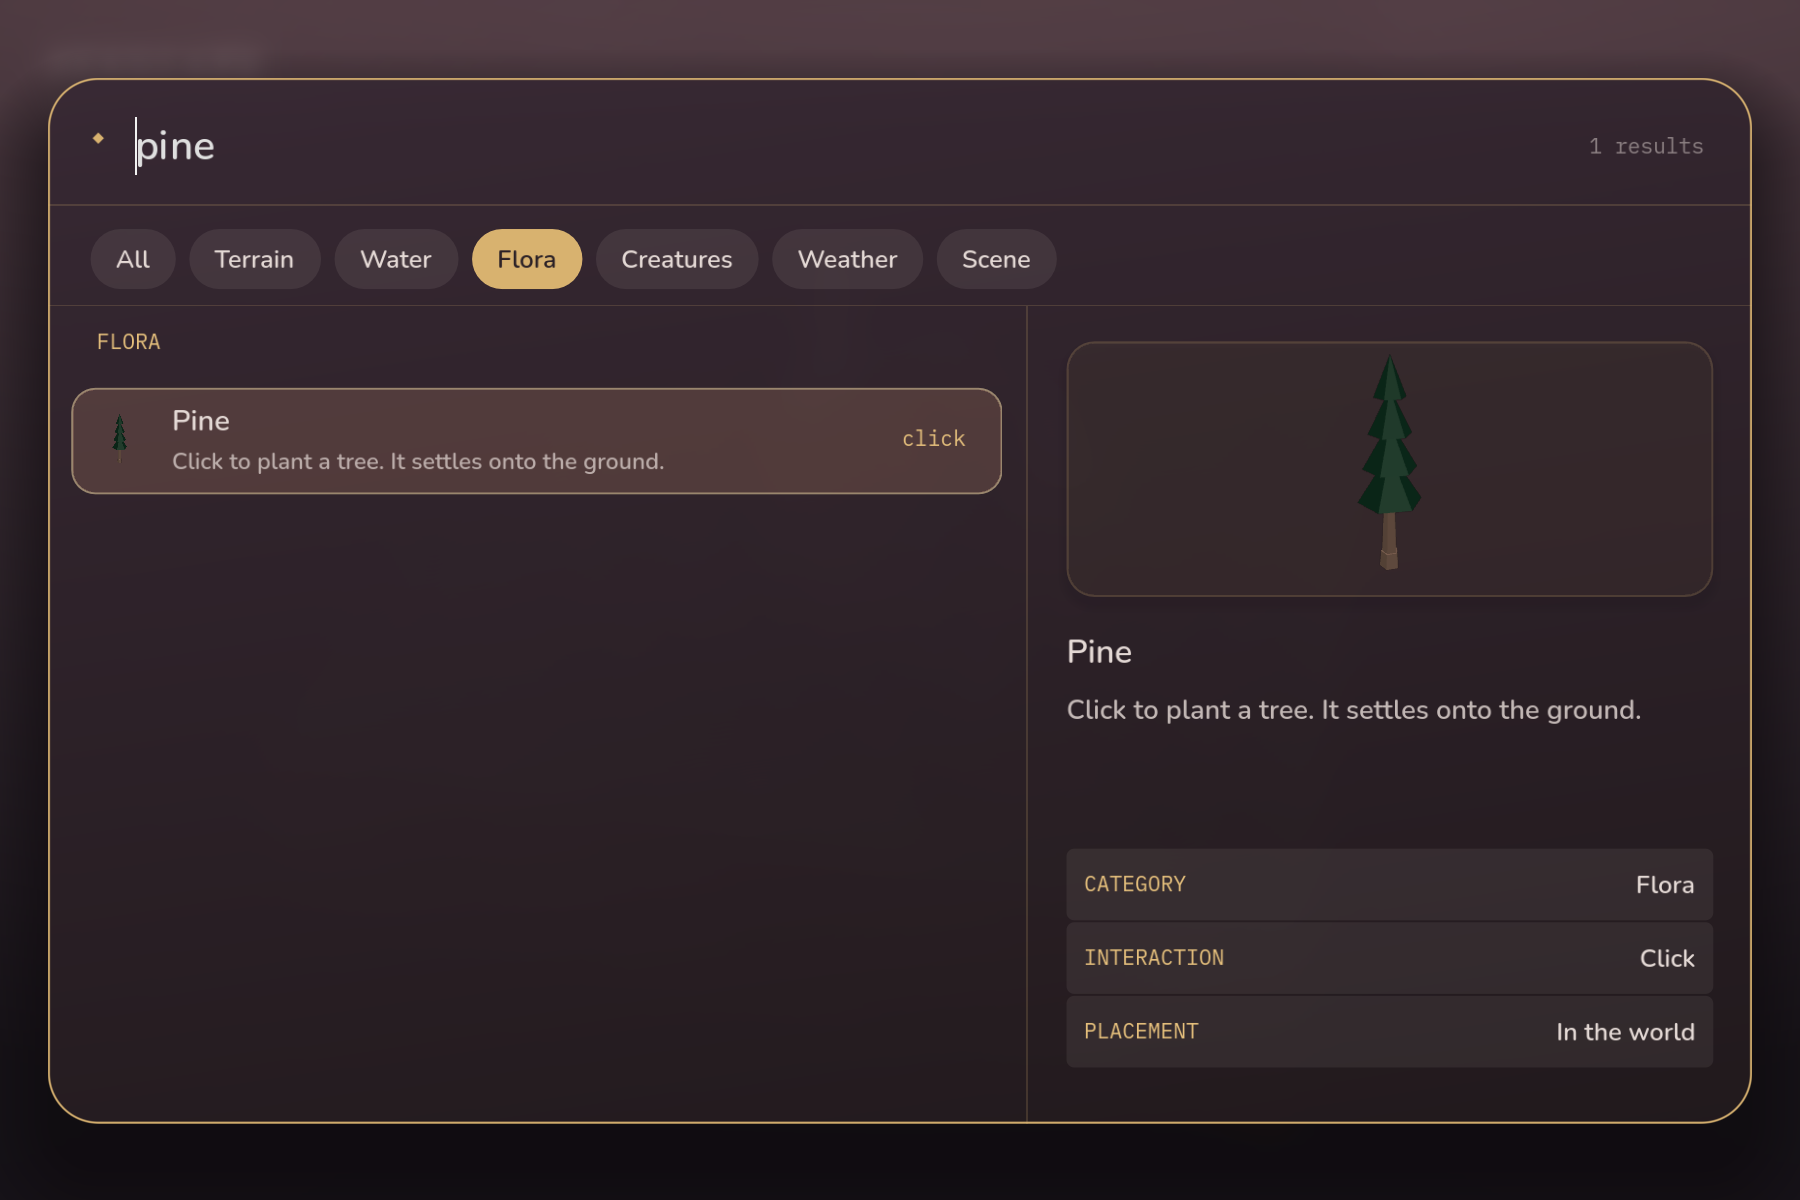 pine
1 results
All
Terrain
Water
Flora
Creatures
Weather
Scene
FLORA
Pine
Click to plant a tree. It settles onto the ground.
click
Pine
Click to plant a tree. It settles onto the ground.
CATEGORY
Flora
INTERACTION
Click
PLACEMENT
In the world